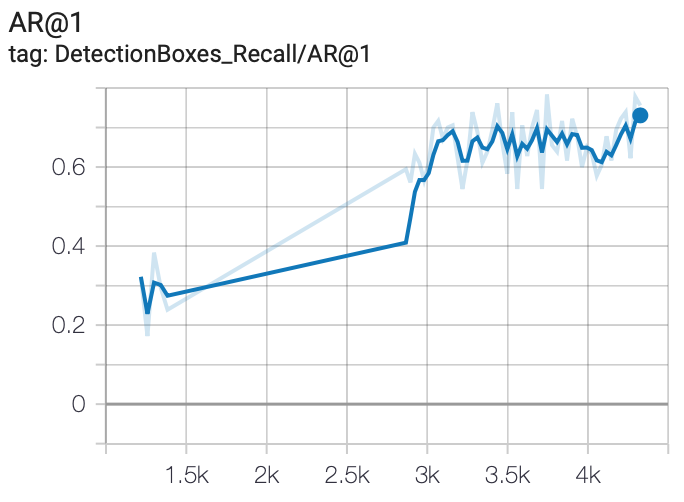 AR@1
tag: DetectionBoxes_Recall/AR@1
0.6
0.4
0.2
0
1.5k 2k 2.5k 3k 3.5k 4k